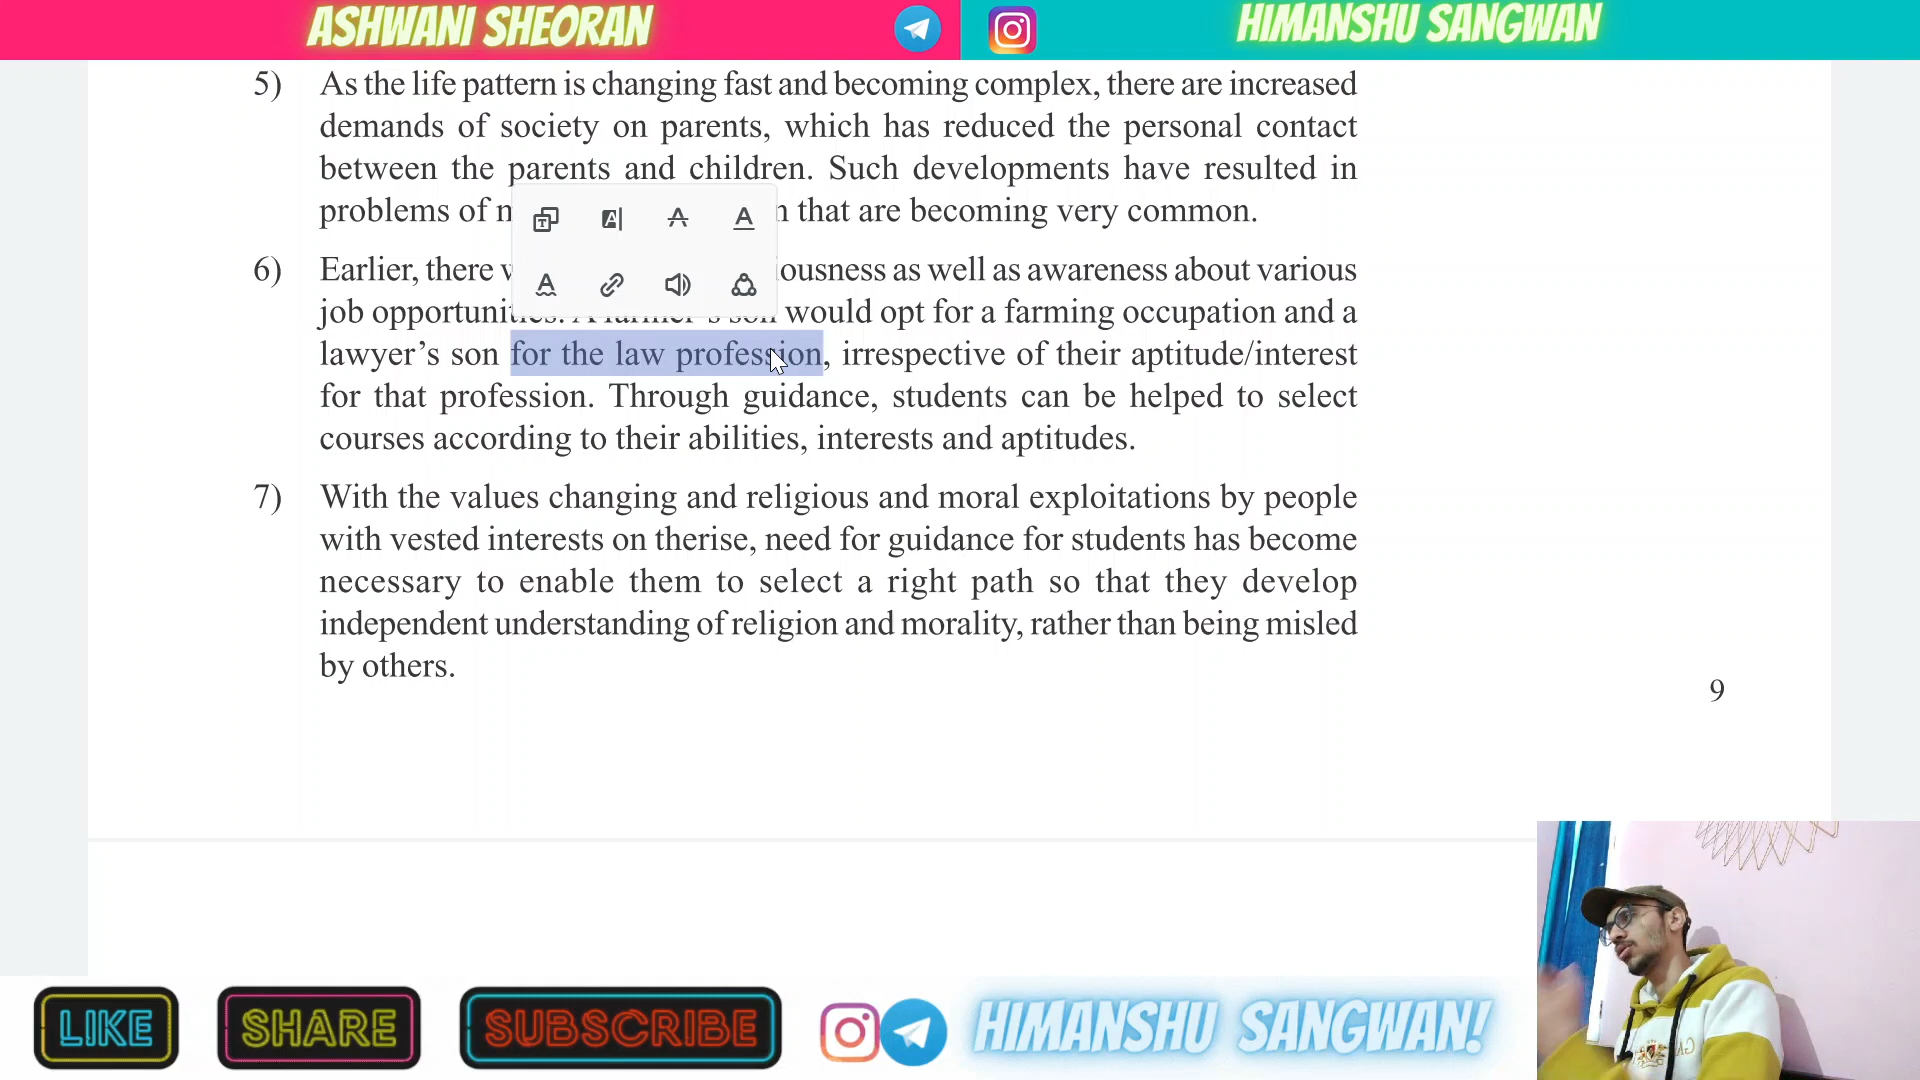 ASHWANI SHEORAN
HIMANSHU SANGWAN
5) As the life pattern is changing fast and becoming complex, there are increased
demands of society on parents, which has reduced the personal contact
between the parents and children. Such developments have resulted in
problems of that are becoming very common.
6) Earlier, there as well as awareness about various
job would opt for a farming occupation and a
lawyer’s son for the law profession, irrespective of their aptitude/interest
for that profession. Through guidance, students can be helped to select
courses according to their abilities, interests and aptitudes.
7) With the values changing and religious and moral exploitations by people
with vested interests on therise, need for guidance for students has become
necessary to enable them to select a right path so that they develop
independent understanding of religion and morality, rather than being misled
by others.
9
LIKE
SHARE
SUBSCRIBE
HIMANSHU SANGWAN!